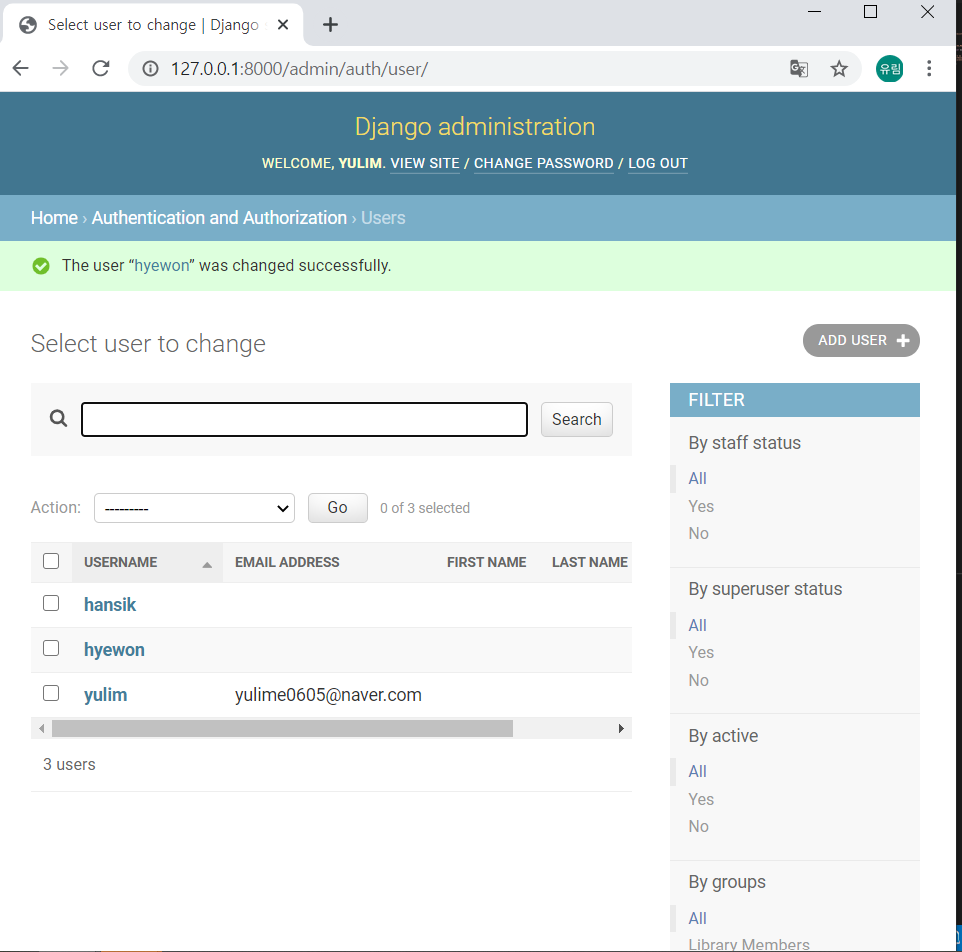 Select user to change | Django
127.0.0.1:8000/admin/auth/user/
유림
Django administration
WELCOME, YULIM. VIEW SITE / CHANGE PASSWORD / LOG OUT
Home › Authentication and Authorization › Users
The user “hyewon” was changed successfully.
Select user to change
ADD USER
Search
Action: --------- Go 0 of 3 selected
USERNAME EMAIL ADDRESS FIRST NAME LAST NAME
hansik
hyewon
yulim yulime0605@naver.com
3 users
FILTER
By staff status
All
Yes
No
By superuser status
All
Yes
No
By active
All
Yes
No
By groups
All
Library Members